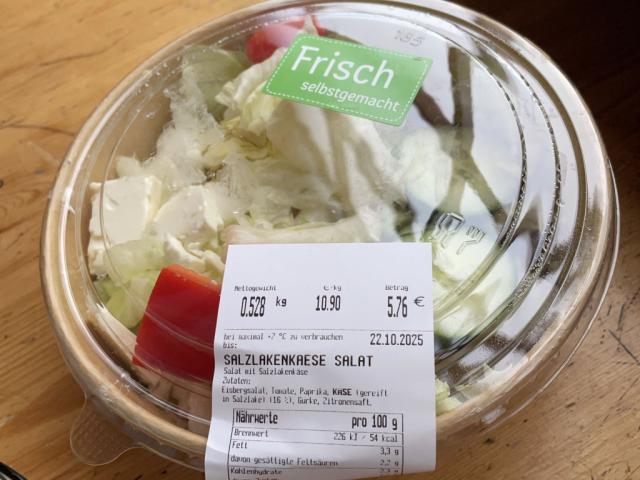 Frisch
selbstgemacht
Nettogewicht €/kg Betrag
0.528 kg 10.90 5.76 €
bei maximal +7 °C zu verbrauchen
bis: 22.10.2025
SALZLAKENKAESE SALAT
Salat mit Salzlakenkäse
Zutaten:
Eisbergsalat, Tomate, Paprika, KÄSE (gereift
in Salzlake) (16 %), Gurke, Zitronensaft.
Nährwerte pro 100 g
Brennwert 226 kJ / 54 kcal
Fett 3,3 g
davon gesättigte Fettsäuren 2,2 g
Kohlenhydrate